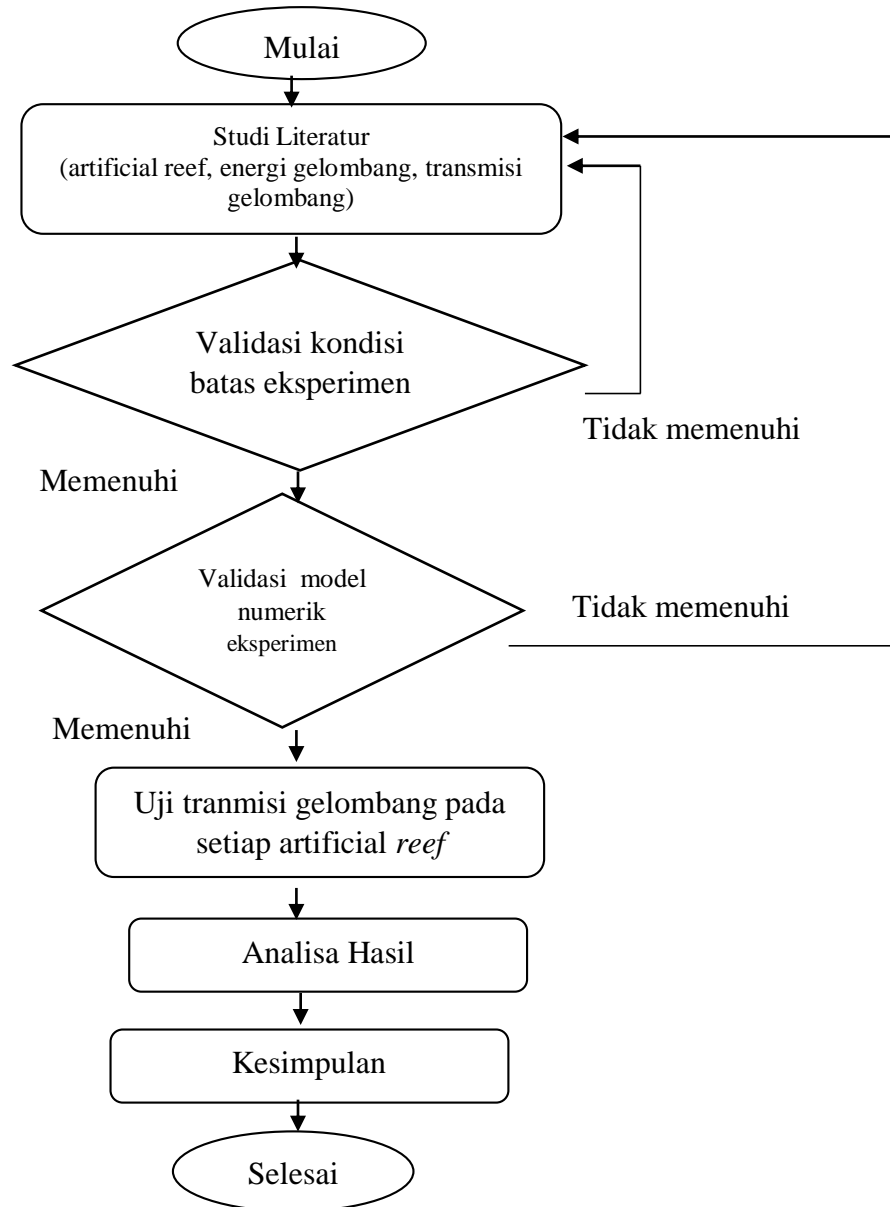 Mulai
Studi Literatur
(artificial reef, energi gelombang, transmisi
gelombang)
Validasi kondisi
batas eksperimen
Tidak memenuhi
Memenuhi
Validasi model
numerik
eksperimen
Tidak memenuhi
Memenuhi
Uji tranmisi gelombang pada
setiap artificial reef
Analisa Hasil
Kesimpulan
Selesai